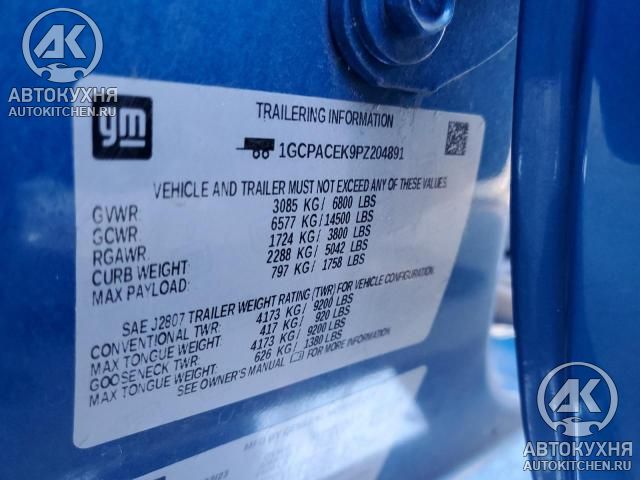 АК
АВТОКУХНЯ
AUTOKITCHEN.RU
gm
TRAILERING INFORMATION
1GCPACEK9PZ204891
VEHICLE AND TRAILER MUST NOT EXCEED ANY OF THESE VALUES
GVWR: 3085 KG/ 6800 LBS
GCWR: 6577 KG/ 14500 LBS
RGAWR: 1724 KG/ 3800 LBS
CURB WEIGHT: 2288 KG/ 5042 LBS
MAX PAYLOAD: 797 KG/ 1758 LBS
SAE J2807 TRAILER WEIGHT RATING (TWR) FOR VEHICLE CONFIGURATION.
CONVENTIONAL TWR: 4173 KG/ 9200 LBS
MAX TONGUE WEIGHT: 417 KG/ 920 LBS
GOOSENECK TWR: 4173 KG/ 9200 LBS
MAX TONGUE WEIGHT: 626 KG/ 1380 LBS
SEE OWNER'S MANUAL FOR MORE INFORMATION
АК
АВТОКУХНЯ
AUTOKITCHEN.RU